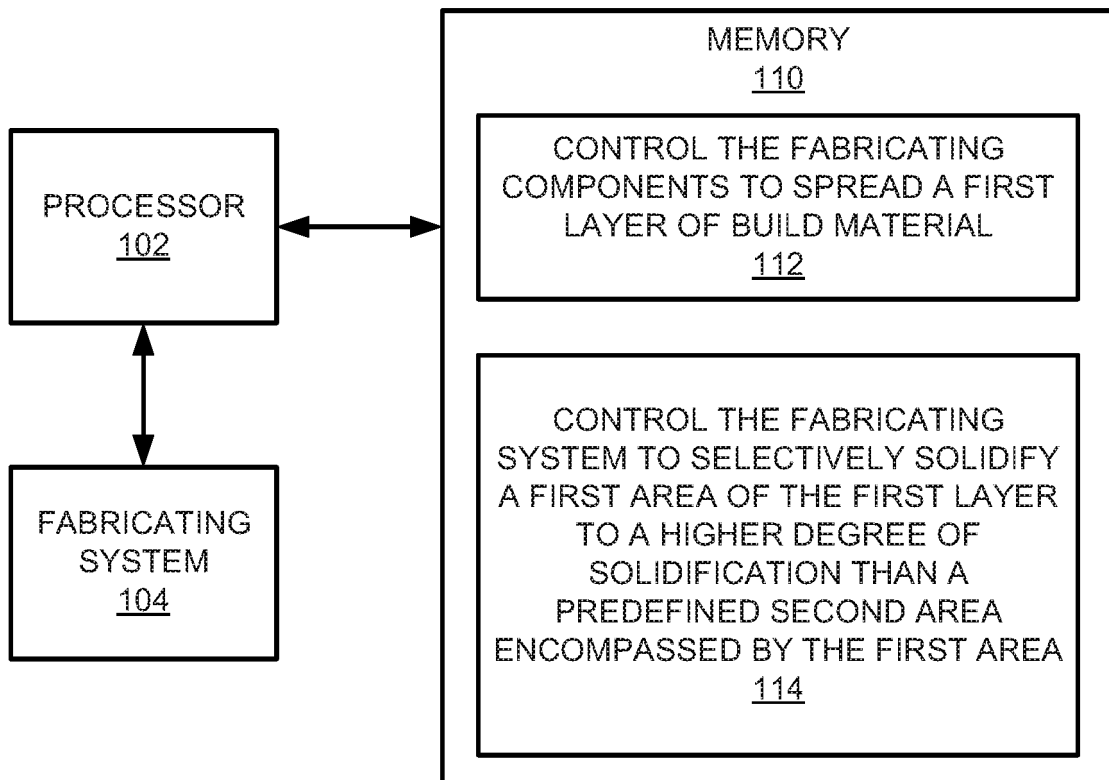 PROCESSOR
102
FABRICATING
SYSTEM
104
MEMORY
110
CONTROL THE FABRICATING
COMPONENTS TO SPREAD A FIRST
LAYER OF BUILD MATERIAL
112
CONTROL THE FABRICATING
SYSTEM TO SELECTIVELY SOLIDIFY
A FIRST AREA OF THE FIRST LAYER
TO A HIGHER DEGREE OF
SOLIDIFICATION THAN A
PREDEFINED SECOND AREA
ENCOMPASSED BY THE FIRST AREA
114